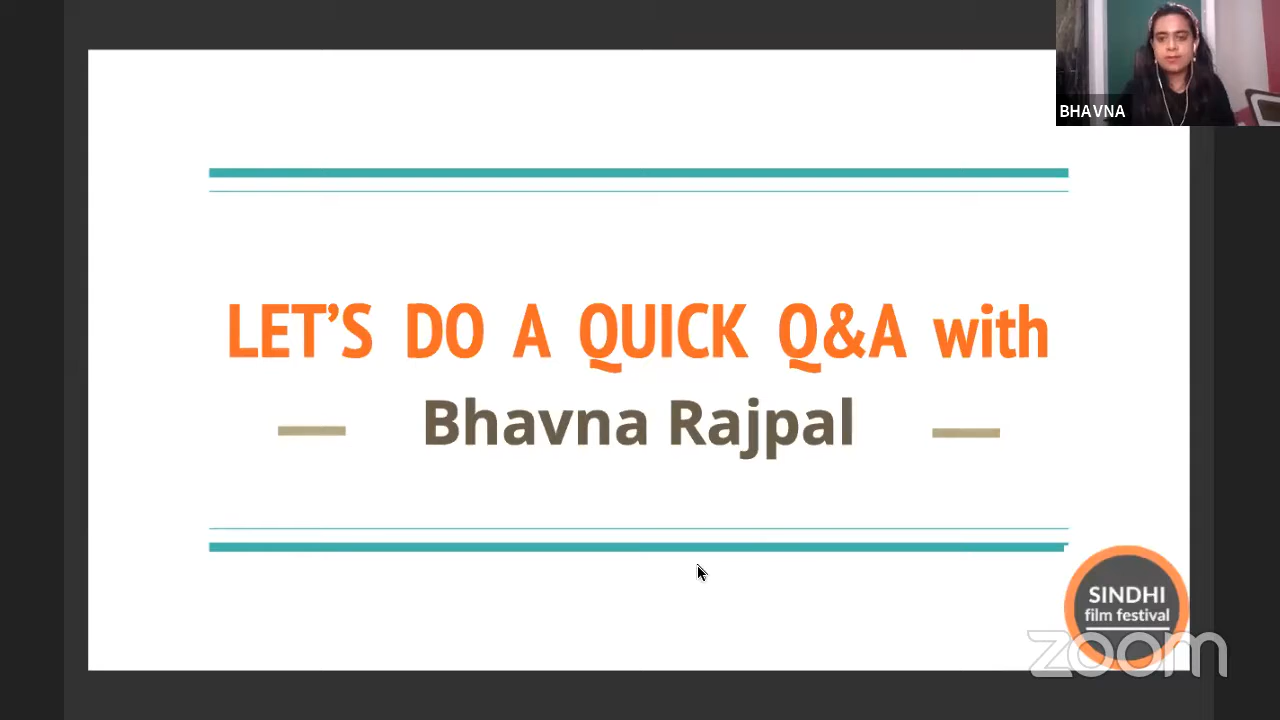 BHAVNA
LET'S DO A QUICK Q&A with
Bhavna Rajpal
SINDHI
film festival
zoom